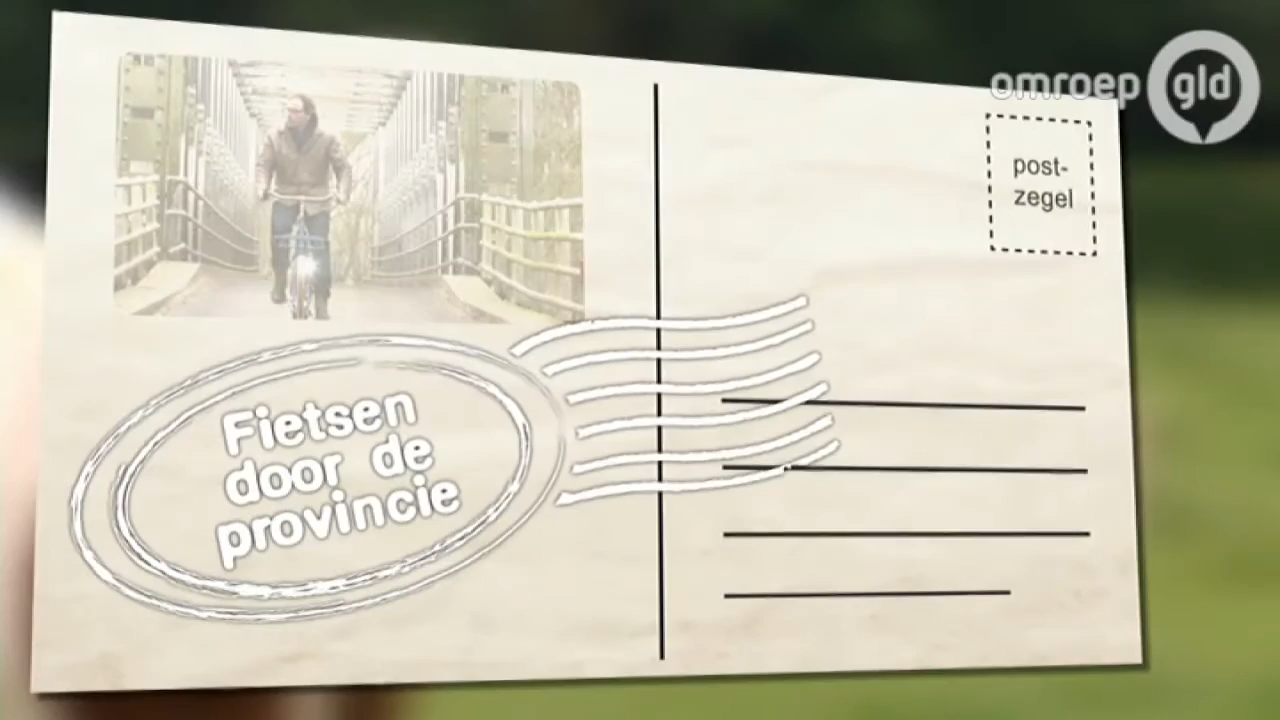 omroep gld
post-
zegel
Fietsen
door de
provincie